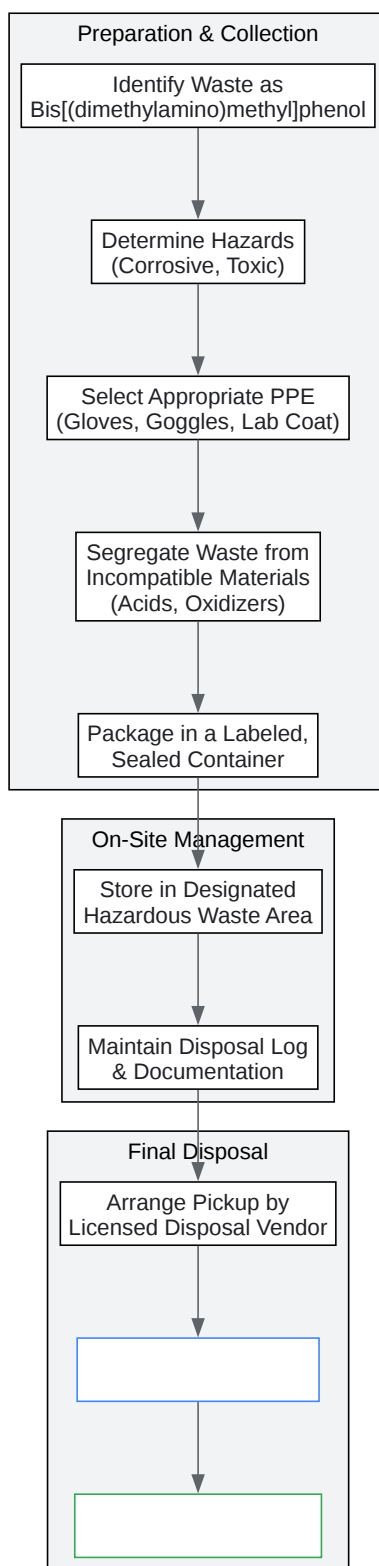 Preparation & Collection
Identify Waste as
Bis[(dimethylamino)methyl]phenol
Determine Hazards
(Corrosive, Toxic)
Select Appropriate PPE
(Gloves, Goggles, Lab Coat)
Segregate Waste from
Incompatible Materials
(Acids, Oxidizers)
Package in a Labeled,
Sealed Container
On-Site Management
Store in Designated
Hazardous Waste Area
Maintain Disposal Log
& Documentation
Final Disposal
Arrange Pickup by
Licensed Disposal Vendor